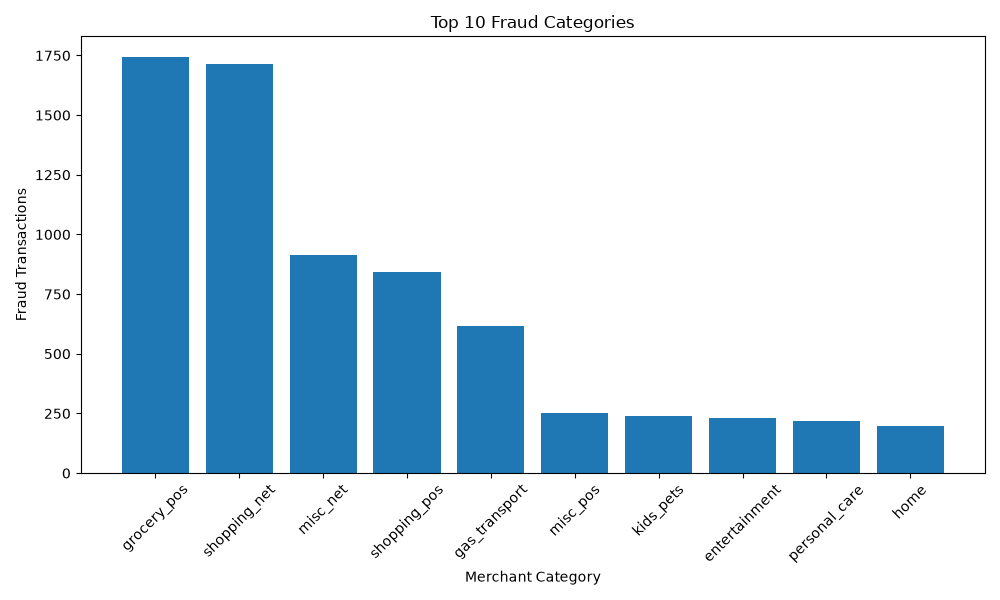 Top 10 Fraud Categories
Fraud Transactions
1750
1500
1250
1000
750
500
250
0
grocery_pos
shopping_net
misc_net
shopping_pos
gas_transport
misc_pos
kids_pets
entertainment
personal_care
home
Merchant Category